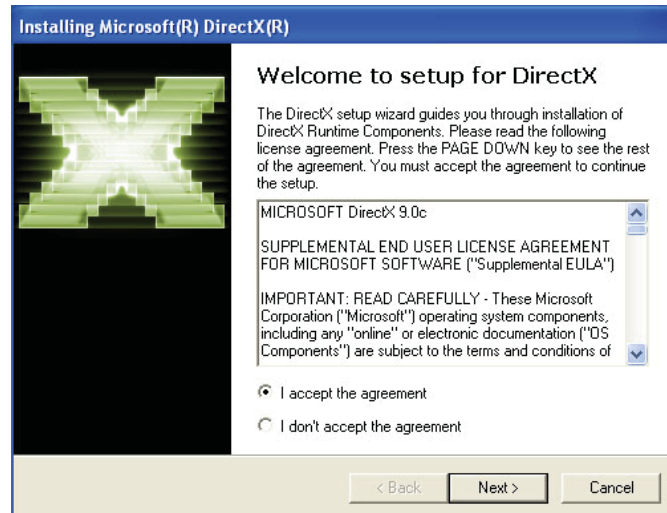 Installing Microsoft(R) DirectX(R)
Welcome to setup for DirectX
The DirectX setup wizard guides you through installation of
DirectX Runtime Components. Please read the following
license agreement. Press the PAGE DOWN key to see the rest
of the agreement. You must accept the agreement to continue
the setup.
MICROSOFT DirectX 9.0c
SUPPLEMENTAL END USER LICENSE AGREEMENT
FOR MICROSOFT SOFTWARE ("Supplemental EULA")
IMPORTANT: READ CAREFULLY - These Microsoft
Corporation ("Microsoft") operating system components,
including any "online" or electronic documentation ("OS
Components") are subject to the terms and conditions of
I accept the agreement
I don't accept the agreement
< Back Next > Cancel